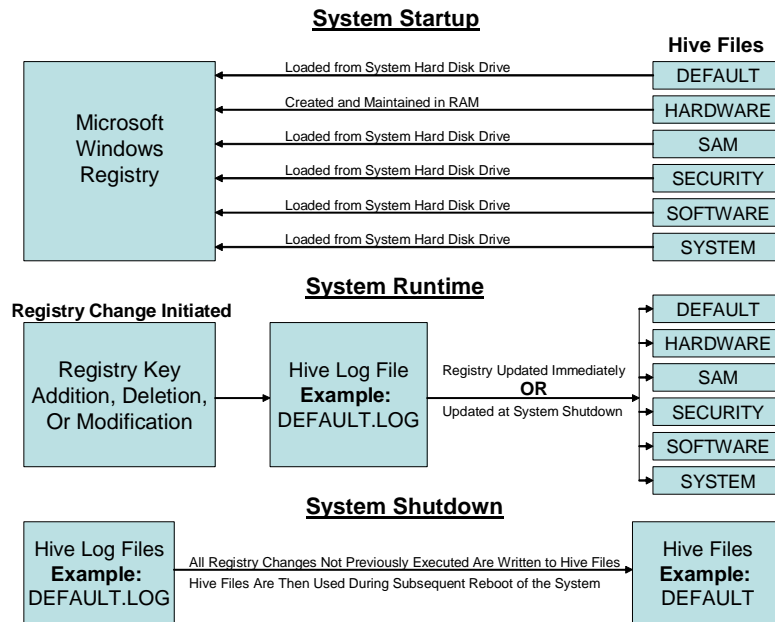 System Startup
Hive Files
Microsoft
Windows
Registry
Loaded from System Hard Disk Drive
DEFAULT
Created and Maintained in RAM
HARDWARE
Loaded from System Hard Disk Drive
SAM
Loaded from System Hard Disk Drive
SECURITY
Loaded from System Hard Disk Drive
SOFTWARE
Loaded from System Hard Disk Drive
SYSTEM
System Runtime
Registry Change Initiated
Registry Key
Addition, Deletion,
Or Modification
Hive Log File
Example:
DEFAULT.LOG
Registry Updated Immediately
OR
Updated at System Shutdown
DEFAULT
HARDWARE
SAM
SECURITY
SOFTWARE
SYSTEM
System Shutdown
Hive Log Files
Example:
DEFAULT.LOG
All Registry Changes Not Previously Executed Are Written to Hive Files
Hive Files Are Then Used During Subsequent Reboot of the System
Hive Files
Example:
DEFAULT